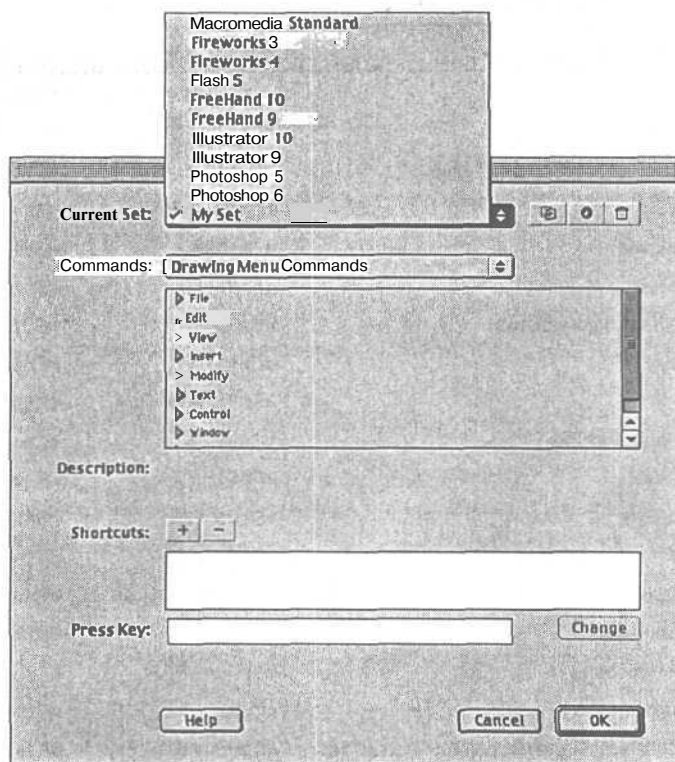 Macromedia Standard
Fireworks 3
Fireworks 4
Flash 5
FreeHand 10
FreeHand 9
Illustrator 10
Illustrator 9
Photoshop 5
Photoshop 6
Current Set: ✓ My Set
Commands: [ Drawing Menu Commands
File
fr Edit
> View
Insert
> Modify
Text
Control
Window
Description:
Shortcuts: + −
Press Key: Change
Help Cancel OK